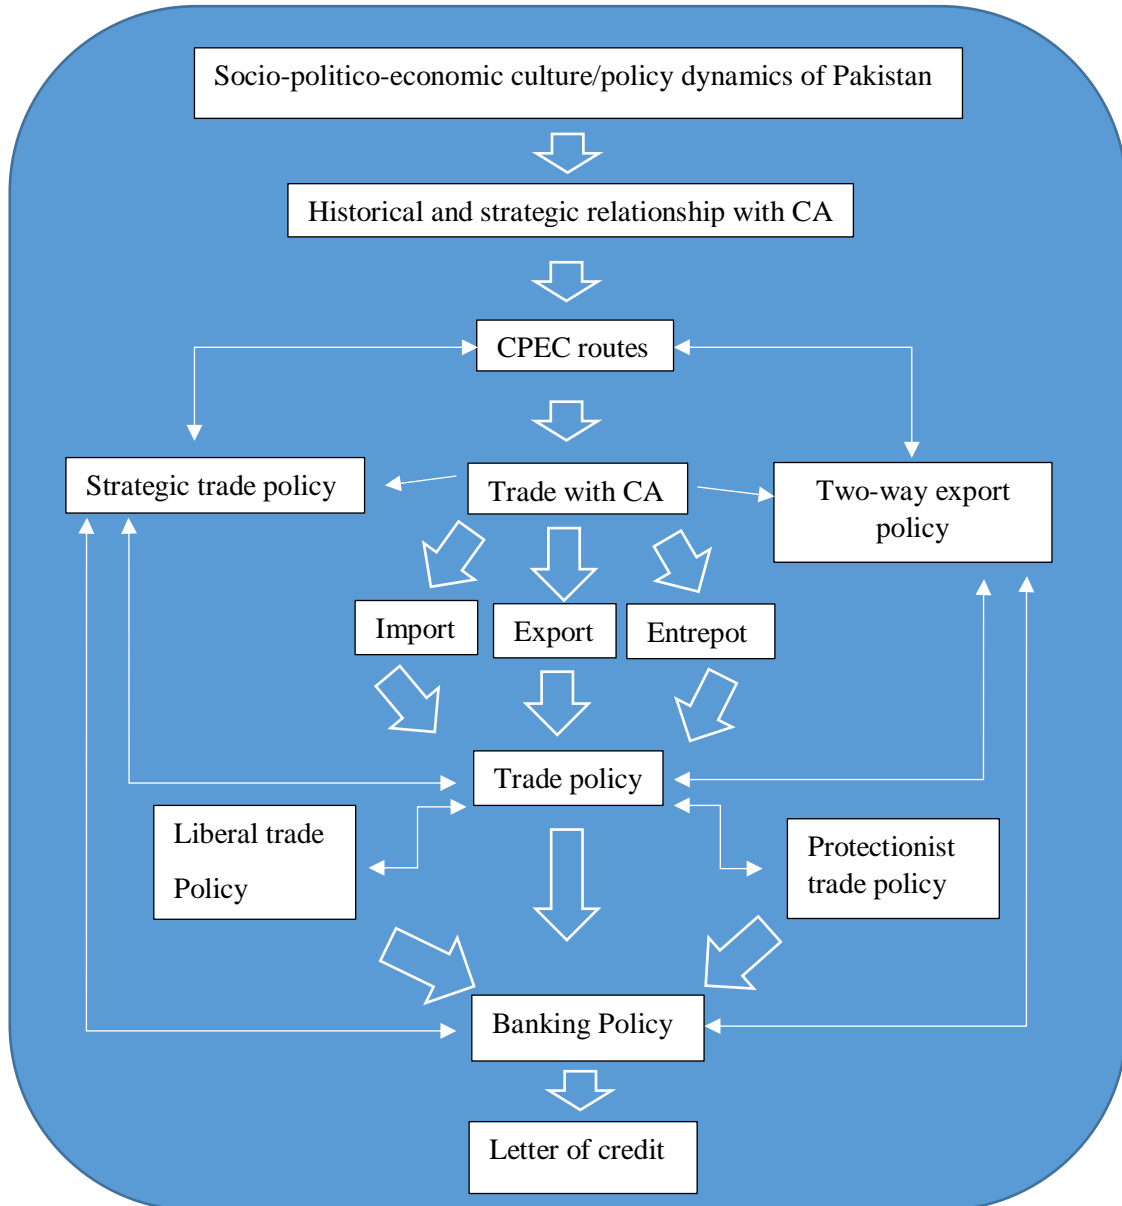 Socio-politico-economic culture/policy dynamics of Pakistan
Historical and strategic relationship with CA
CPEC routes
Strategic trade policy
Trade with CA
Two-way export
policy
Import
Export
Entrepot
Trade policy
Liberal trade
Policy
Protectionist
trade policy
Banking Policy
Letter of credit